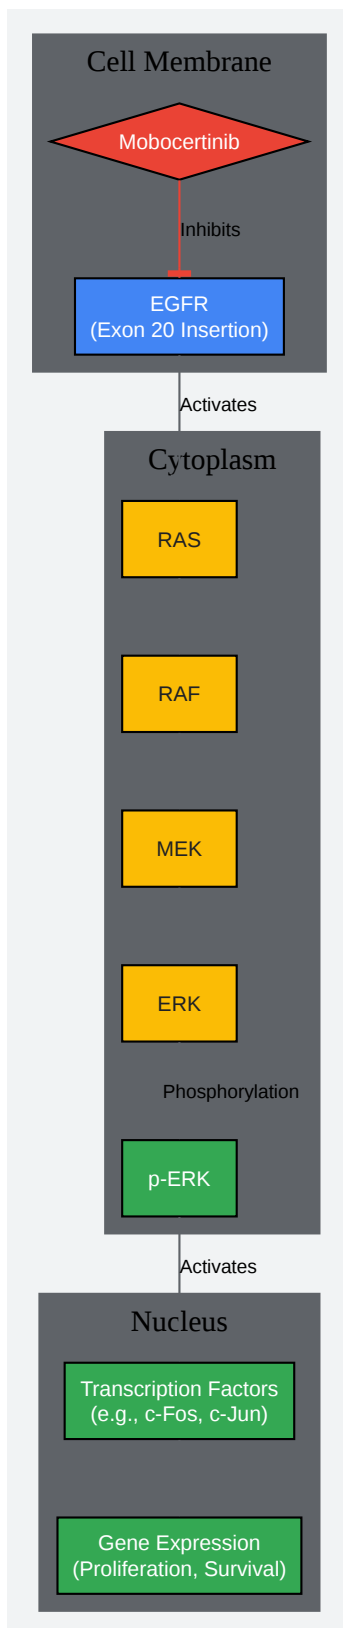 Cell Membrane
Mobocertinib
Inhibits
EGFR
(Exon 20 Insertion)
Activates
Cytoplasm
RAS
RAF
MEK
ERK
Phosphorylation
p-ERK
Activates
Nucleus
Transcription Factors
(e.g., c-Fos, c-Jun)
Gene Expression
(Proliferation, Survival)